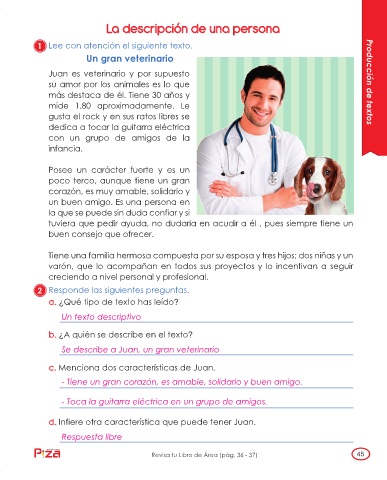 La descripción de una persona
1 Lee con atención el siguiente texto.
Un gran veterinario
Juan es veterinario y por supuesto
su amor por los animales es lo que
más destaca de él. Tiene 30 años y
mide 1.80 aproximadamente. Le
gusta el rock y en sus ratos libres se
dedica a tocar la guitarra eléctrica
con un grupo de amigos de la
infancia.
Posee un carácter fuerte y es un
poco terco, aunque tiene un gran
corazón, es muy amable, solidario y
un buen amigo. Es una persona en
la que se puede sin duda confiar y si
tuviera que pedir ayuda, no dudaría en acudir a él , pues siempre tiene un
buen consejo que ofrecer.
Tiene una familia hermosa compuesta por su esposa y tres hijos; dos niñas y un
varón, que lo acompañan en todos sus proyectos y lo incentivan a seguir
creciendo a nivel personal y profesional.
2 Responde las siguientes preguntas.
a. ¿Qué tipo de texto has leído?
Un texto descriptivo
b. ¿A quién se describe en el texto?
Se describe a Juan, un gran veterinario
c. Menciona dos características de Juan.
- Tiene un gran corazón, es amable, solidario y buen amigo.
- Toca la guitarra eléctrica en un grupo de amigos.
d. Infiere otra característica que puede tener Juan.
Respuesta libre
Revisa tu Libro de Área (pág. 36 - 37)
45
Producción de textos